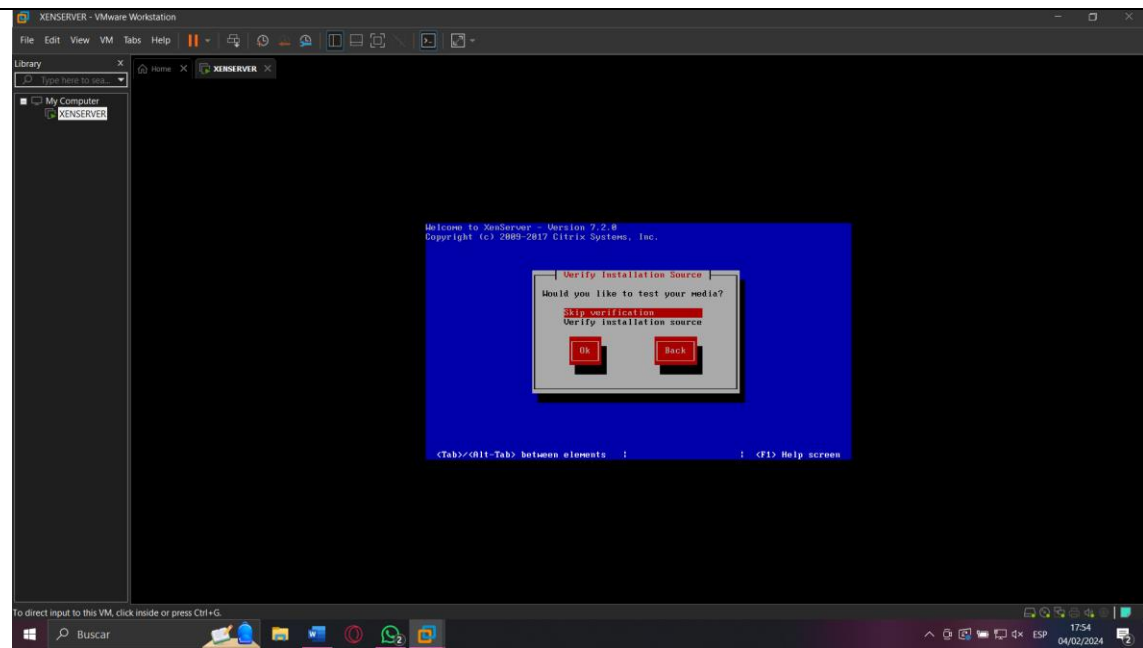 XENSERVER - VMware Workstation
File Edit View VM Tabs Help
Library X
Type here to sea...
Home X XENSERVER X
My Computer
XENSERVER
Welcome to XenServer - Version 7.2.0
Copyright (c) 2009-2017 Citrix Systems, Inc.
Verify Installation Source
Would you like to test your media?
Skip verification
Verify installation source
Ok Back
<Tab>/<Alt-Tab> between elements | | <F1> Help screen
To direct input to this VM, click inside or press Ctrl+G.
Buscar
2
ESP
17:54
04/02/2024
2